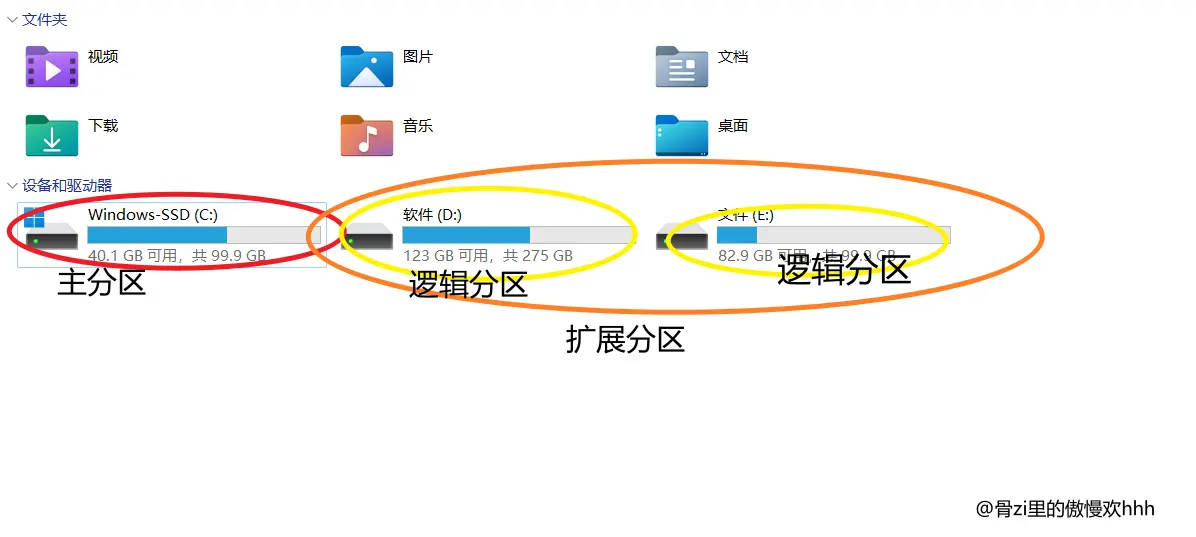 文件夹
视频
图片
文档
下载
音乐
桌面
设备和驱动器
Windows-SSD (C:)
软件 (D:)
文件 (E:)
40.1 GB 可用，共 99.9 GB
123 GB 可用，共 275 GB
82.9 GB 可用，共 99.9 GB
主分区
逻辑分区
逻辑分区
扩展分区
@骨zi里的傲慢欢hhh